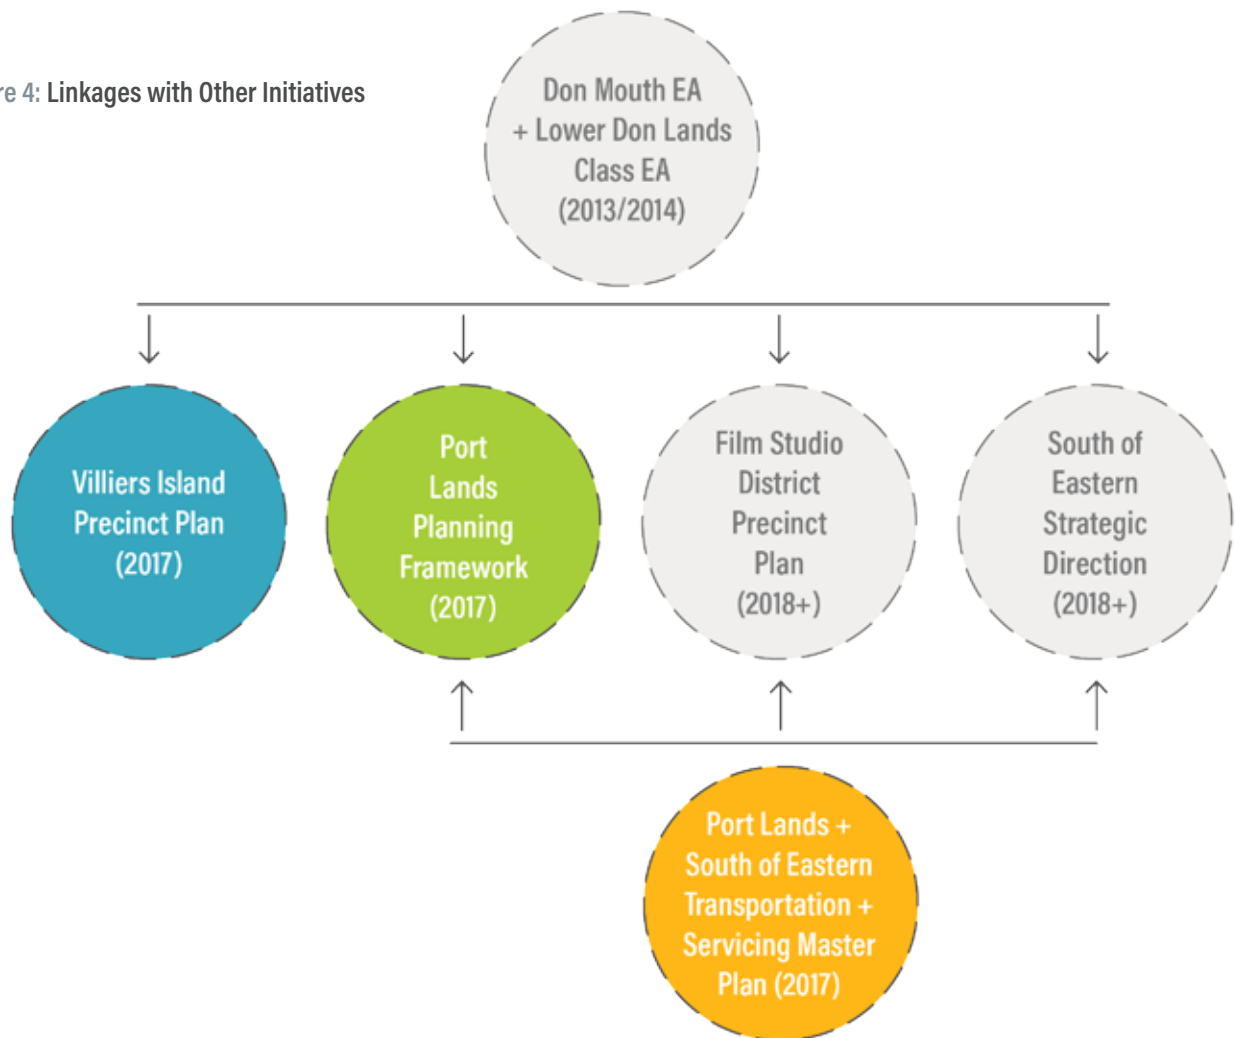 re 4: Linkages with Other Initiatives
Don Mouth EA
+ Lower Don Lands
Class EA
(2013/2014)
Villiers Island
Precinct Plan
(2017)
Port
Lands
Planning
Framework
(2017)
Film Studio
District
Precinct
Plan
(2018+)
South of
Eastern
Strategic
Direction
(2018+)
Port Lands +
South of Eastern
Transportation +
Servicing Master
Plan (2017)